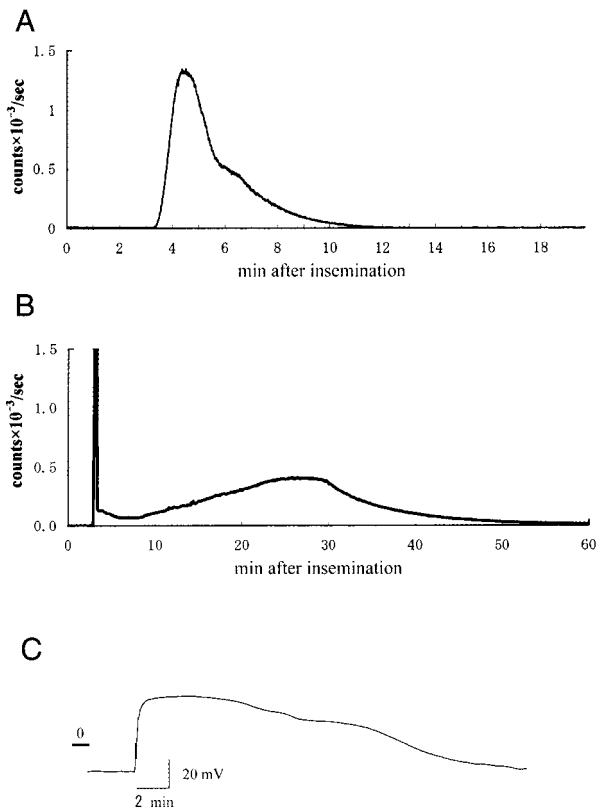 A
counts×10⁻³/sec
1.5
1
0.5
0
0 2 4 6 8 10 12 14 16 18
min after insemination
B
counts×10⁻³/sec
1.5
1.0
0.5
0.0
0 10 20 30 40 50 60
min after insemination
C
0
20 mV
2 min